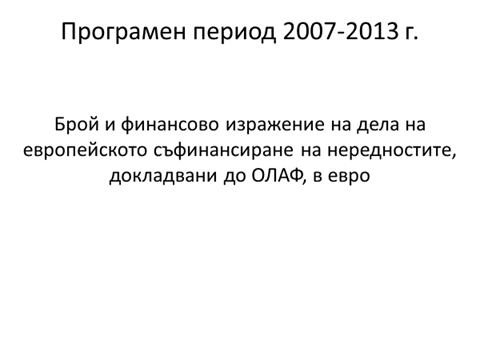 Програмен период 2007-2013 г.
Брой и финансово изражение на дела на
европейското съфинансиране на нередностите,
докладвани до ОЛАФ, в евро